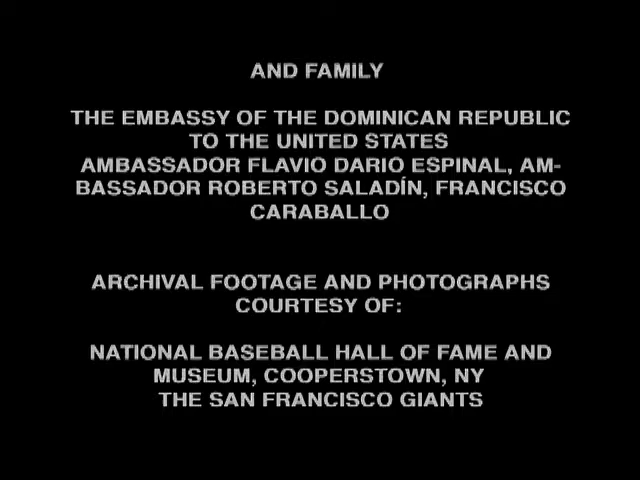 AND FAMILY
THE EMBASSY OF THE DOMINICAN REPUBLIC
TO THE UNITED STATES
AMBASSADOR FLAVIO DARIO ESPINAL, AM-
BASSADOR ROBERTO SALADÍN, FRANCISCO
CARABALLO
ARCHIVAL FOOTAGE AND PHOTOGRAPHS
COURTESY OF:
NATIONAL BASEBALL HALL OF FAME AND
MUSEUM, COOPERSTOWN, NY
THE SAN FRANCISCO GIANTS